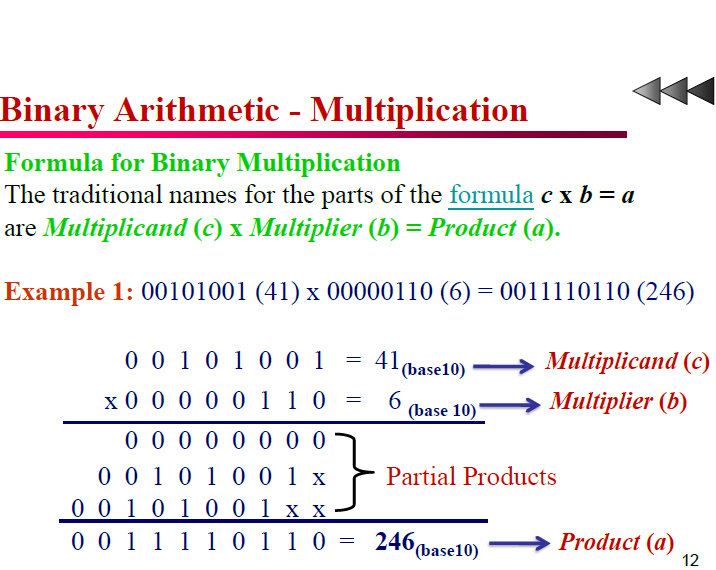 Binary Arithmetic - Multiplication
Formula for Binary Multiplication
The traditional names for the parts of the formula c x b = a
are Multiplicand (c) x Multiplier (b) = Product (a).
Example 1: 00101001 (41) x 00000110 (6) = 0011110110 (246)
0 0 1 0 1 0 0 1 = 41(base10) Multiplicand (c)
x 0 0 0 0 0 1 1 0 = 6 (base 10) Multiplier (b)
0 0 0 0 0 0 0 0
0 0 1 0 1 0 0 1 x Partial Products
0 0 1 0 1 0 0 1 x x
0 0 1 1 1 1 0 1 1 0 = 246(base10) Product (a)
12